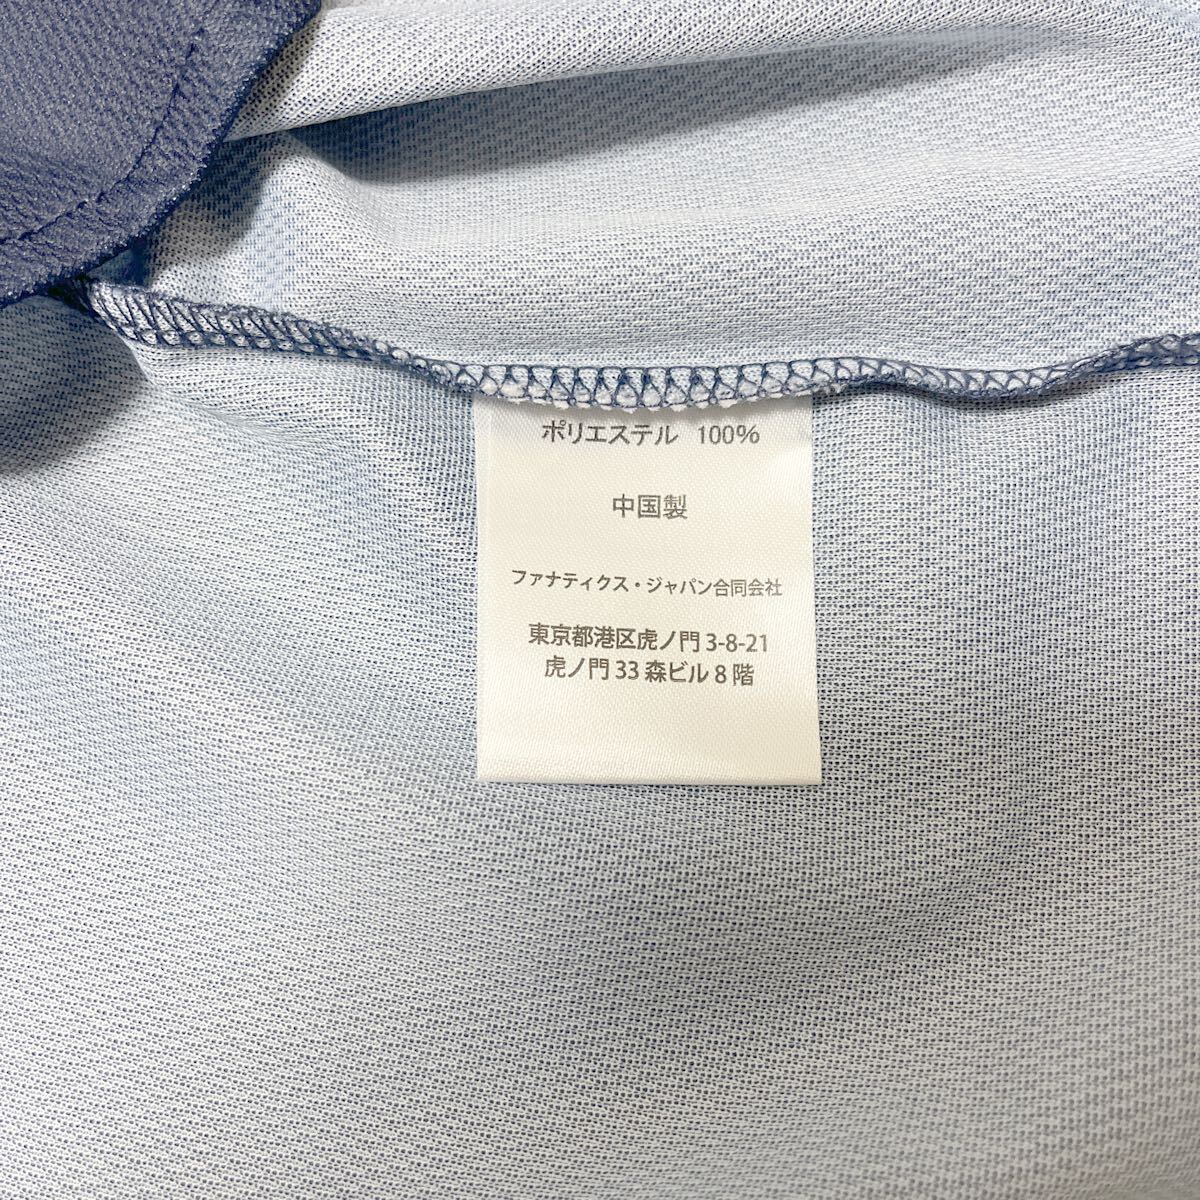 ポリエステル 100%
中国製
ファナティクス・ジャパン合同会社
東京都港区虎ノ門 3-8-21
虎ノ門 33 森ビル 8 階